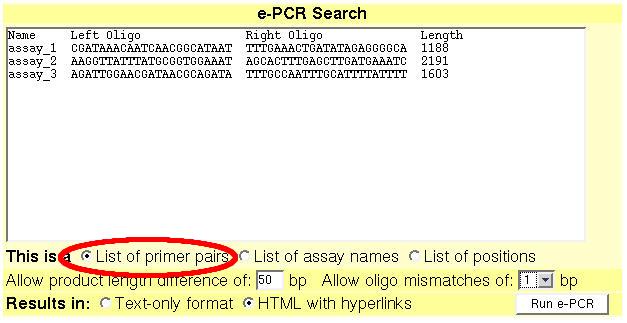 e-PCR Search
Name Left Oligo Right Oligo Length
assay_1 CGATAAACAATCAACGGCATAAT TTTGAAACTGATATAGAGGGGCA 1188
assay_2 AAGGTTATTTATGCGGTGGAAAT AGCACTTTGAGCTTGATGAAATC 2191
assay_3 AGATTGGAACGATAACGCAGATA TTTGCCAATTTGCATTTTATTTT 1603
This is a List of primer pairs List of assay names List of positions
Allow product length difference of: 50 bp Allow oligo mismatches of: 1 bp
Results in: Text-only format HTML with hyperlinks Run e-PCR